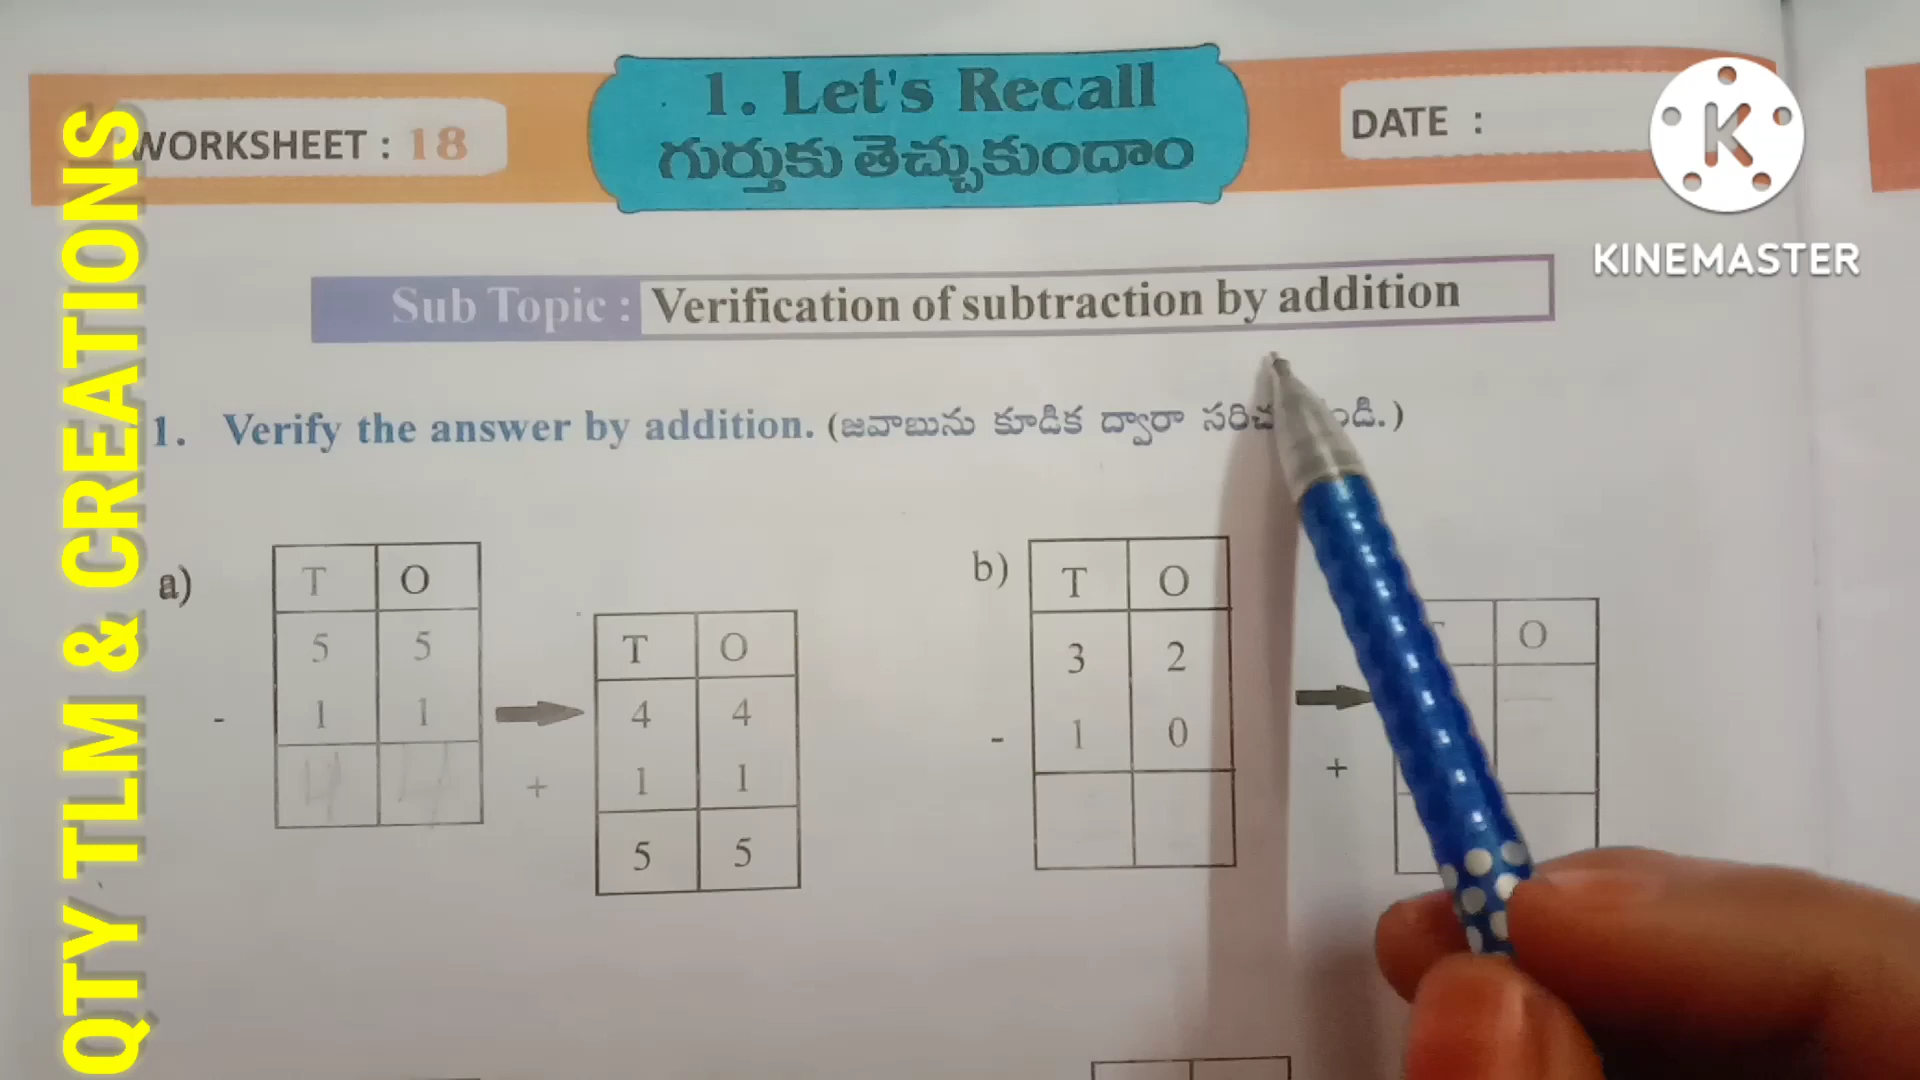 QTY TLM & CREATIONS
WORKSHEET : 18
1. Let's Recall
గుర్తుకు తెచ్చుకుందాం
DATE :
K
KINEMASTER
Sub Topic : Verification of subtraction by addition
1. Verify the answer by addition. (జవాబును కూడిక ద్వారా
a)
T O
5 5
- 1 1
4 4
T O
4 4
+ 1 1
5 5
b)
T O
3 2
- 1 0
O
+